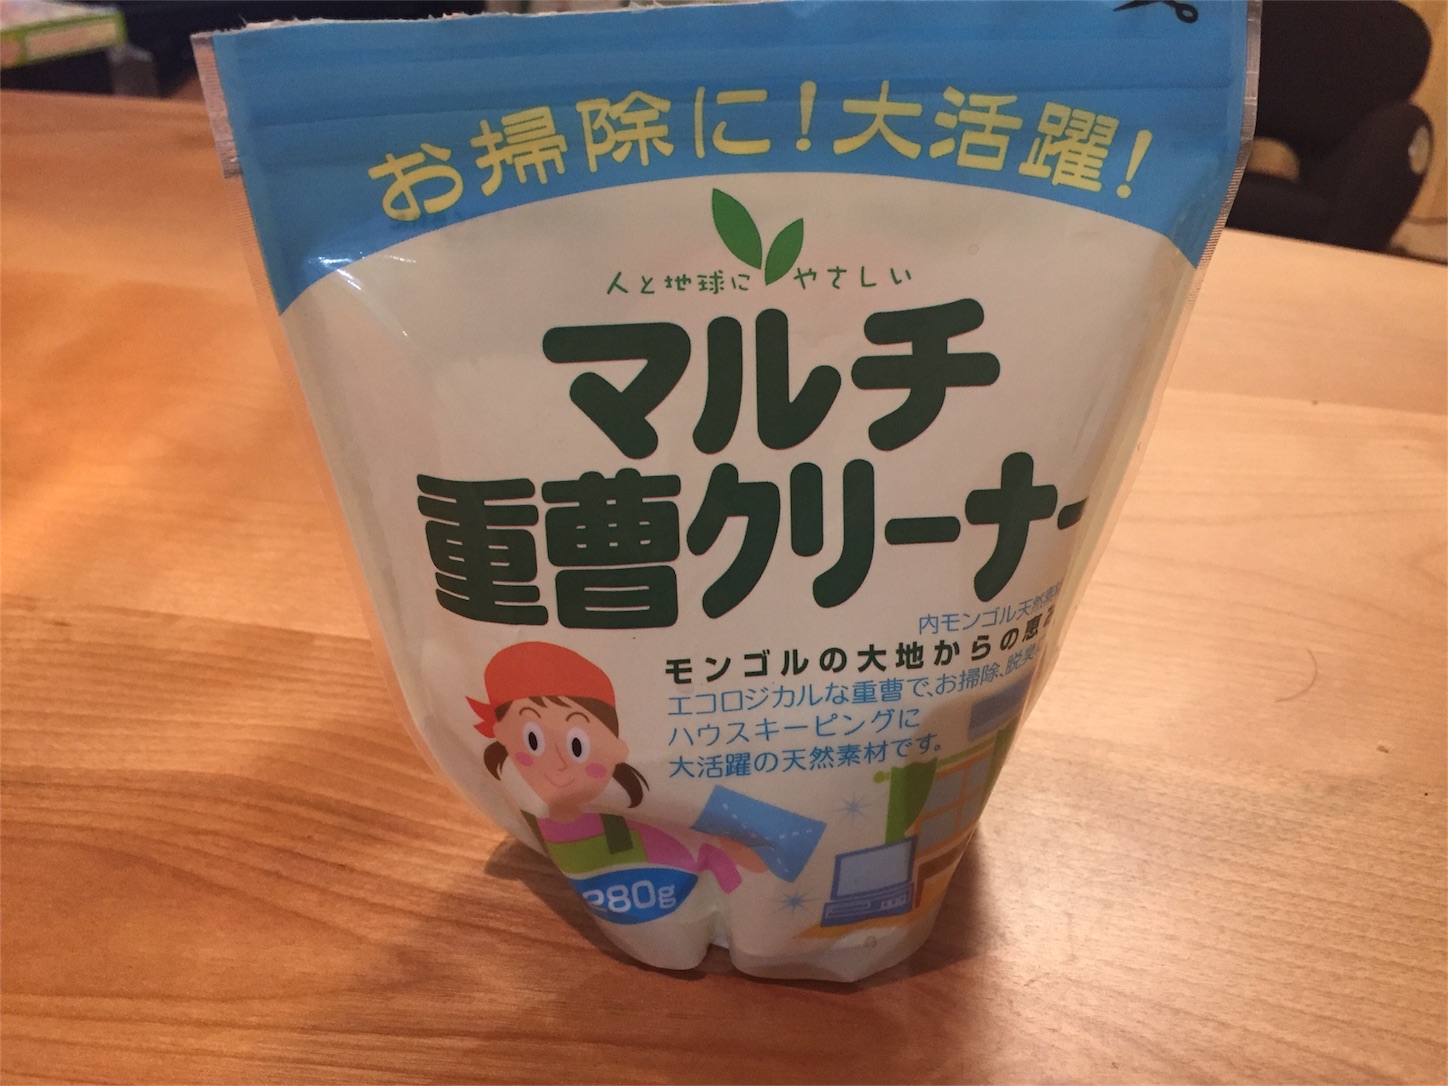 お掃除に!大活躍!
人と地球にやさしい
マルチ
重曹クリーナー
内モンゴル天然素材
モンゴルの大地からの恵み
エコロジカルな重曹で、お掃除、脱臭
ハウスキーピングに
大活躍の天然素材です。
280g